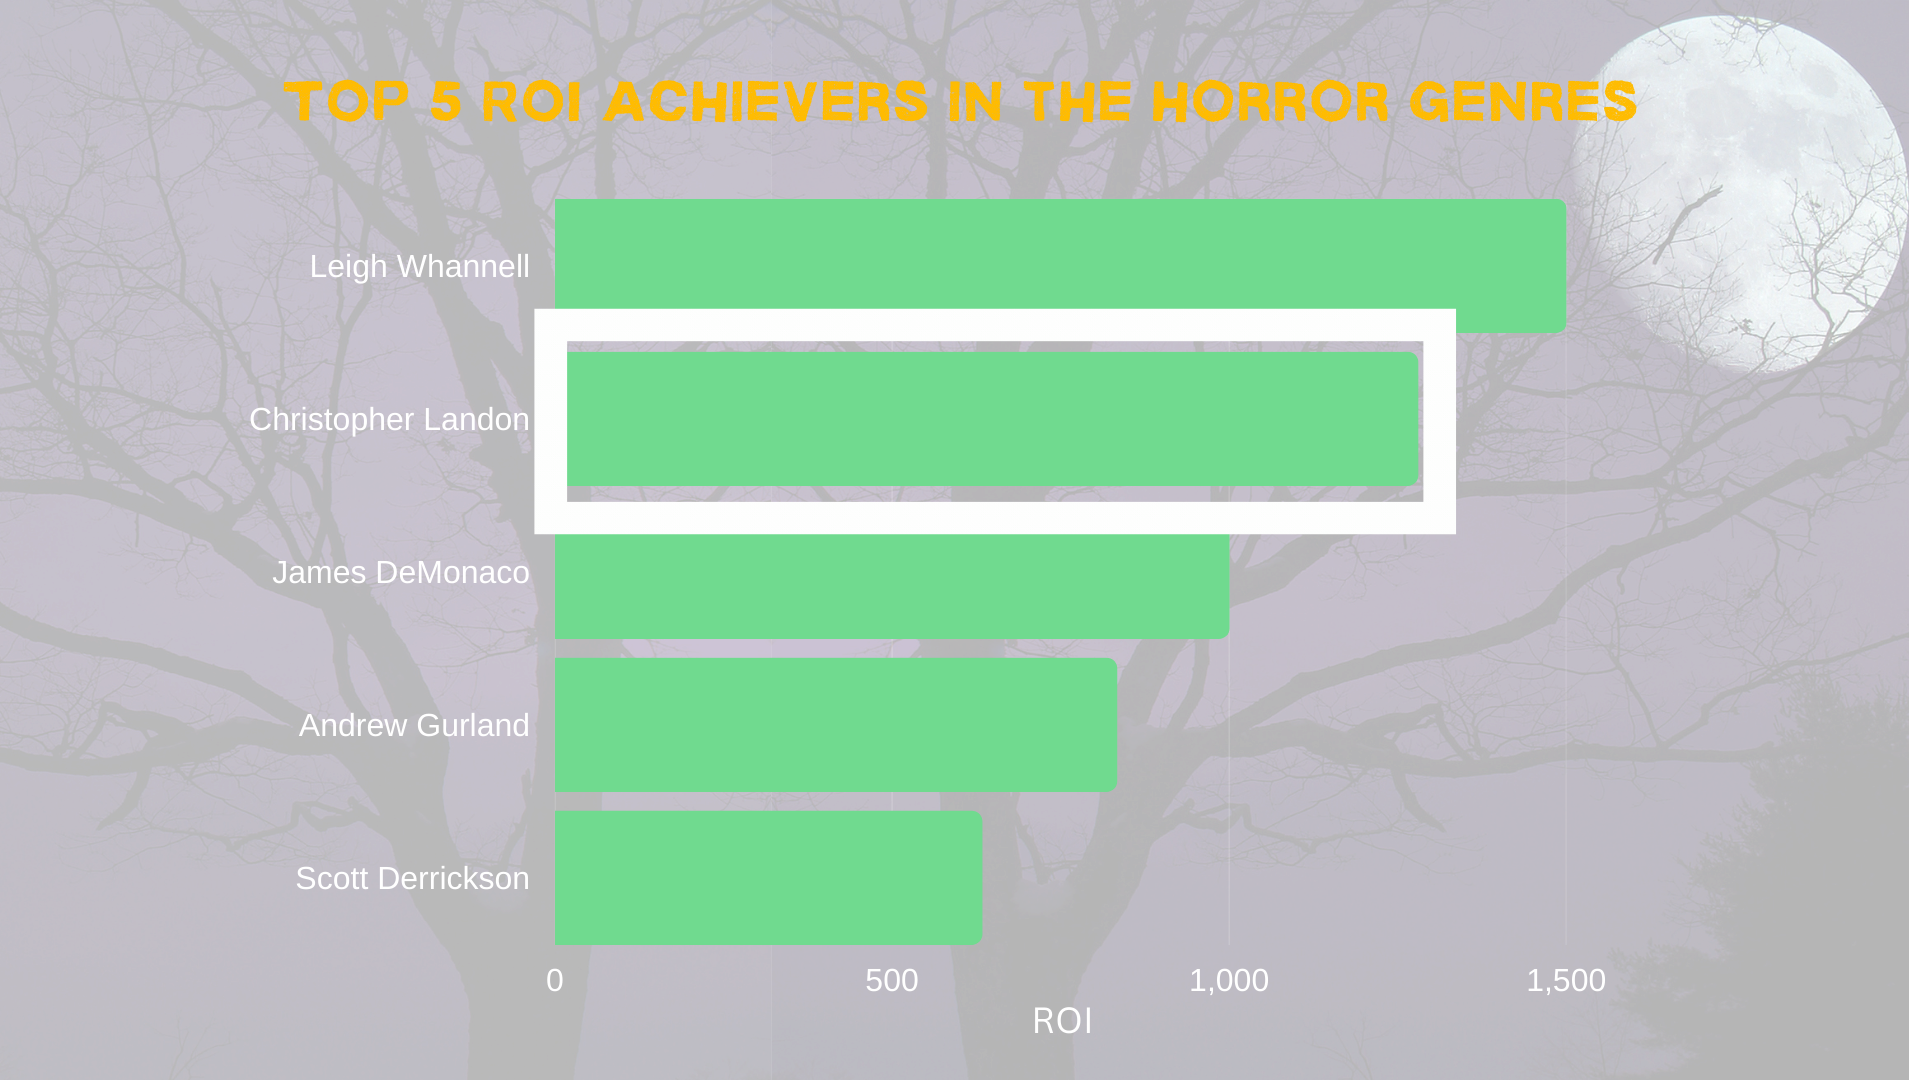 TOP 5 ROI ACHIEVERS IN THE HORROR GENRES
Leigh Whannell
Christopher Landon
James DeMonaco
Andrew Gurland
Scott Derrickson
0 500 1,000 1,500
ROI